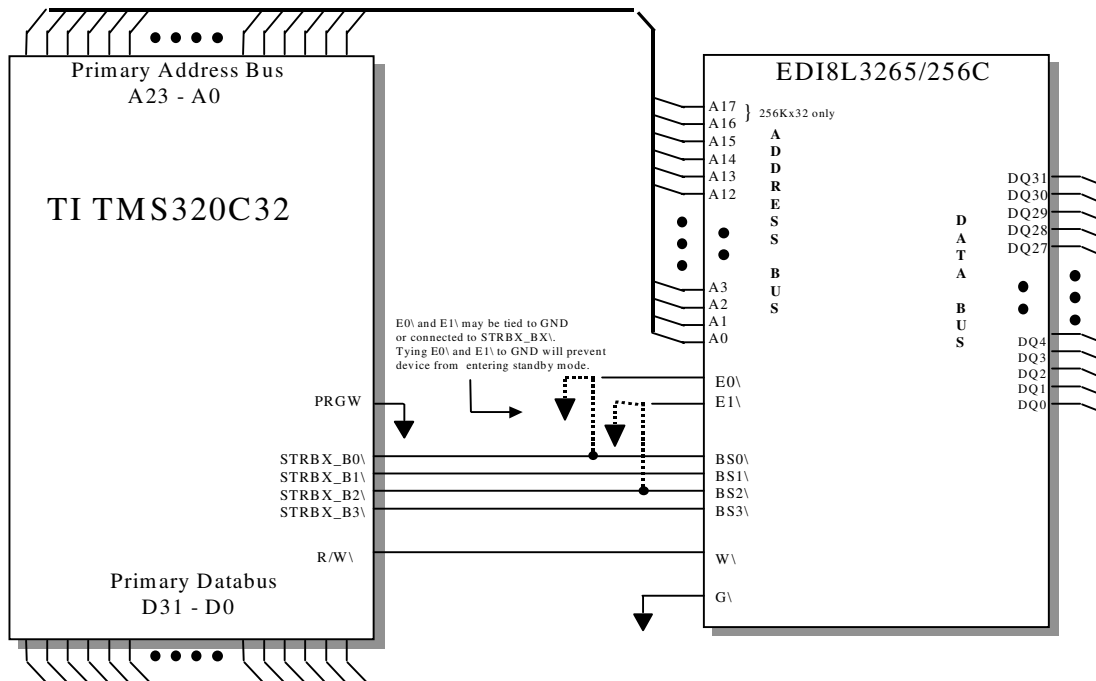 Primary Address Bus
A23 - A0
TI TMS320C32
PRGW
STRBX_B0\
STRBX_B1\
STRBX_B2\
STRBX_B3\
R/W\
Primary Databus
D31 - D0
E0\ and E1\ may be tied to GND
or connected to STRBX_BX\.
Tying E0\ and E1\ to GND will prevent
device from entering standby mode.
EDI8L3265/256C
A17
A16
} 256Kx32 only
A15
A14
A13
A12
A3
A2
A1
A0
ADDRESS BUS
E0\
E1\
BS0\
BS1\
BS2\
BS3\
W\
G\
DATA BUS
DQ31
DQ30
DQ29
DQ28
DQ27
DQ4
DQ3
DQ2
DQ1
DQ0